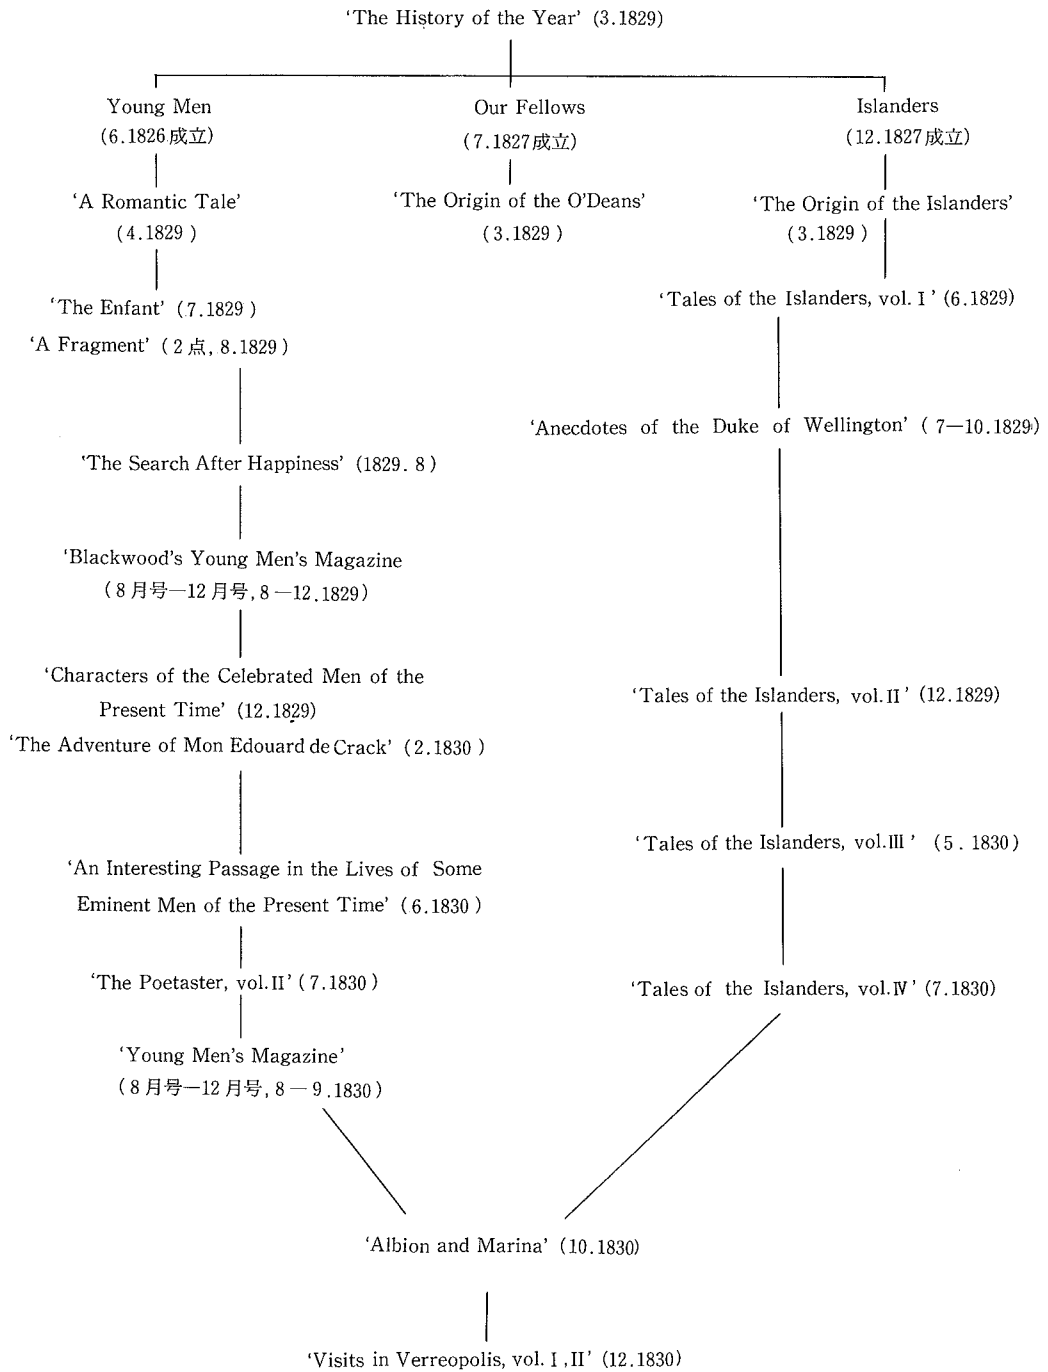 ‘The History of the Year’ (3.1829)
Young Men
(6.1826成立)
Our Fellows
(7.1827成立)
Islanders
(12.1827成立)
‘A Romantic Tale’
(4.1829)
‘The Origin of the O’Deans’
(3.1829)
‘The Origin of the Islanders’
(3.1829)
‘The Enfant’ (7.1829)
‘A Fragment’ (2点, 8.1829)
‘The Search After Happiness’ (1829. 8)
‘Blackwood’s Young Men’s Magazine
(8月号—12月号, 8—12.1829)
‘Characters of the Celebrated Men of the
Present Time’ (12.1829)
‘The Adventure of Mon Edouard de Crack’ (2.1830)
‘An Interesting Passage in the Lives of Some
Eminent Men of the Present Time’ (6.1830)
‘The Poetaster, vol.II’ (7.1830)
‘Young Men’s Magazine’
(8月号—12月号, 8—9.1830)
‘Tales of the Islanders, vol. I’ (6.1829)
‘Anecdotes of the Duke of Wellington’ (7—10.1829)
‘Tales of the Islanders, vol.II’ (12.1829)
‘Tales of the Islanders, vol.III’ (5.1830)
‘Tales of the Islanders, vol.IV’ (7.1830)
‘Albion and Marina’ (10.1830)
‘Visits in Verreopolis, vol. I,II’ (12.1830)